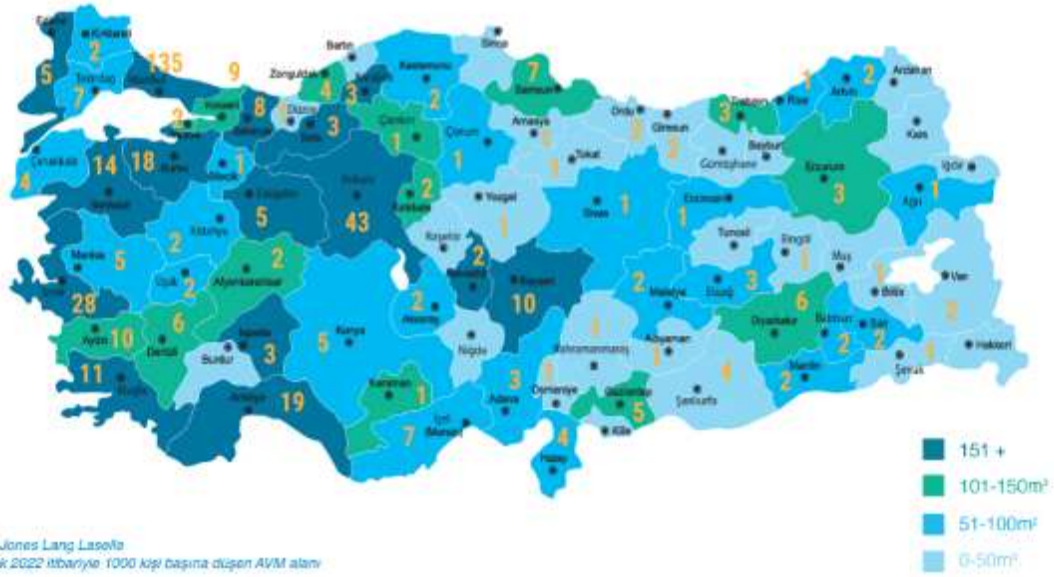 Edirne
Kırklareli
2
5
Tekirdağ
7
135
9
8
Zonguldak
4
Bartın
3
Kastamonu
2
Sinop
7
Samsun
Düzce
Bolu
3
Çankırı
1
Çorum
1
Amasya
Tokat
1
Ordu
Giresun
Trabzon
3
Rize
1
Artvin
2
Ardahan
Kars
Iğdır
Gümüşhane
Bayburt
Erzurum
3
Ağrı
1
Erzincan
1
Çanakkale
4
14
18
Bursa
Bilecik
1
Eskişehir
5
Ankara
43
Kırıkkale
2
Yozgat
1
Sivas
1
Kırşehir
2
Kayseri
10
Tunceli
Bingöl
1
Muş
Bitlis
1
Van
2
Hakkari
Şırnak
1
Siirt
2
Batman
2
Mardin
2
Diyarbakır
6
Elazığ
3
Malatya
2
Adıyaman
1
Şanlıurfa
4
Gaziantep
5
Kilis
Kahramanmaraş
Osmaniye
Hatay
4
Adana
3
İçel
(Mersin)
7
Karaman
1
Niğde
Aksaray
2
Konya
5
Kütahya
2
Manisa
5
Uşak
2
Afyonkarahisar
2
28
Aydın
10
Denizli
6
Burdur
Isparta
3
Muğla
11
Antalya
19
151 +
101-150m²
51-100m²
0-50m²
Jones Lang Laselle
k 2022 itibariyle 1000 kişi başına düşen AVM alanı